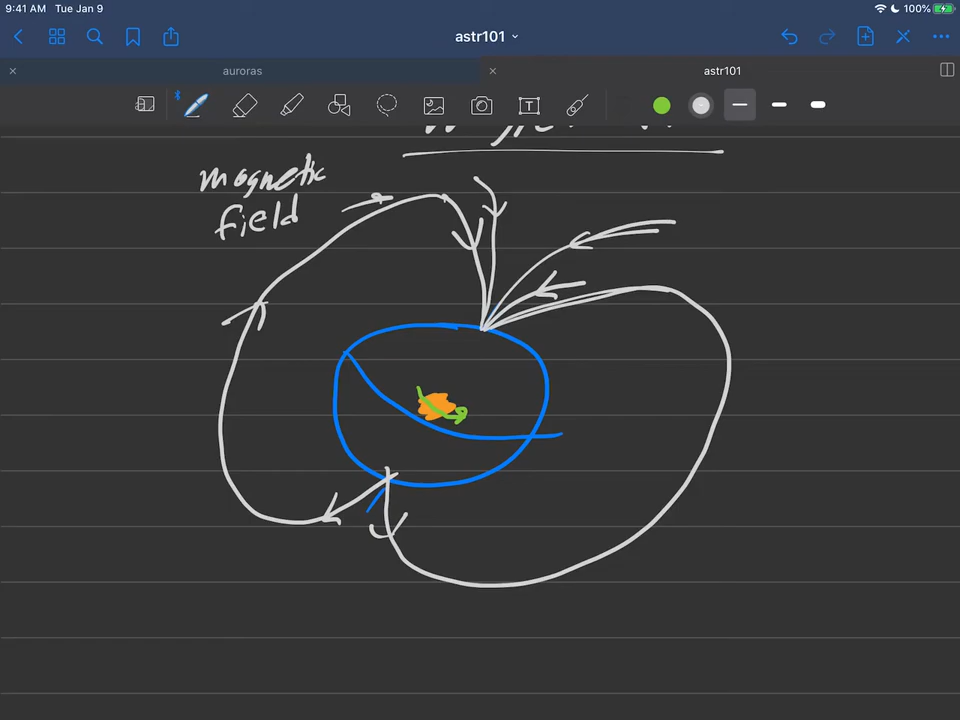 9:41 AM Tue Jan 9
100%
astr101
auroras
astr101
T
magnetic
field